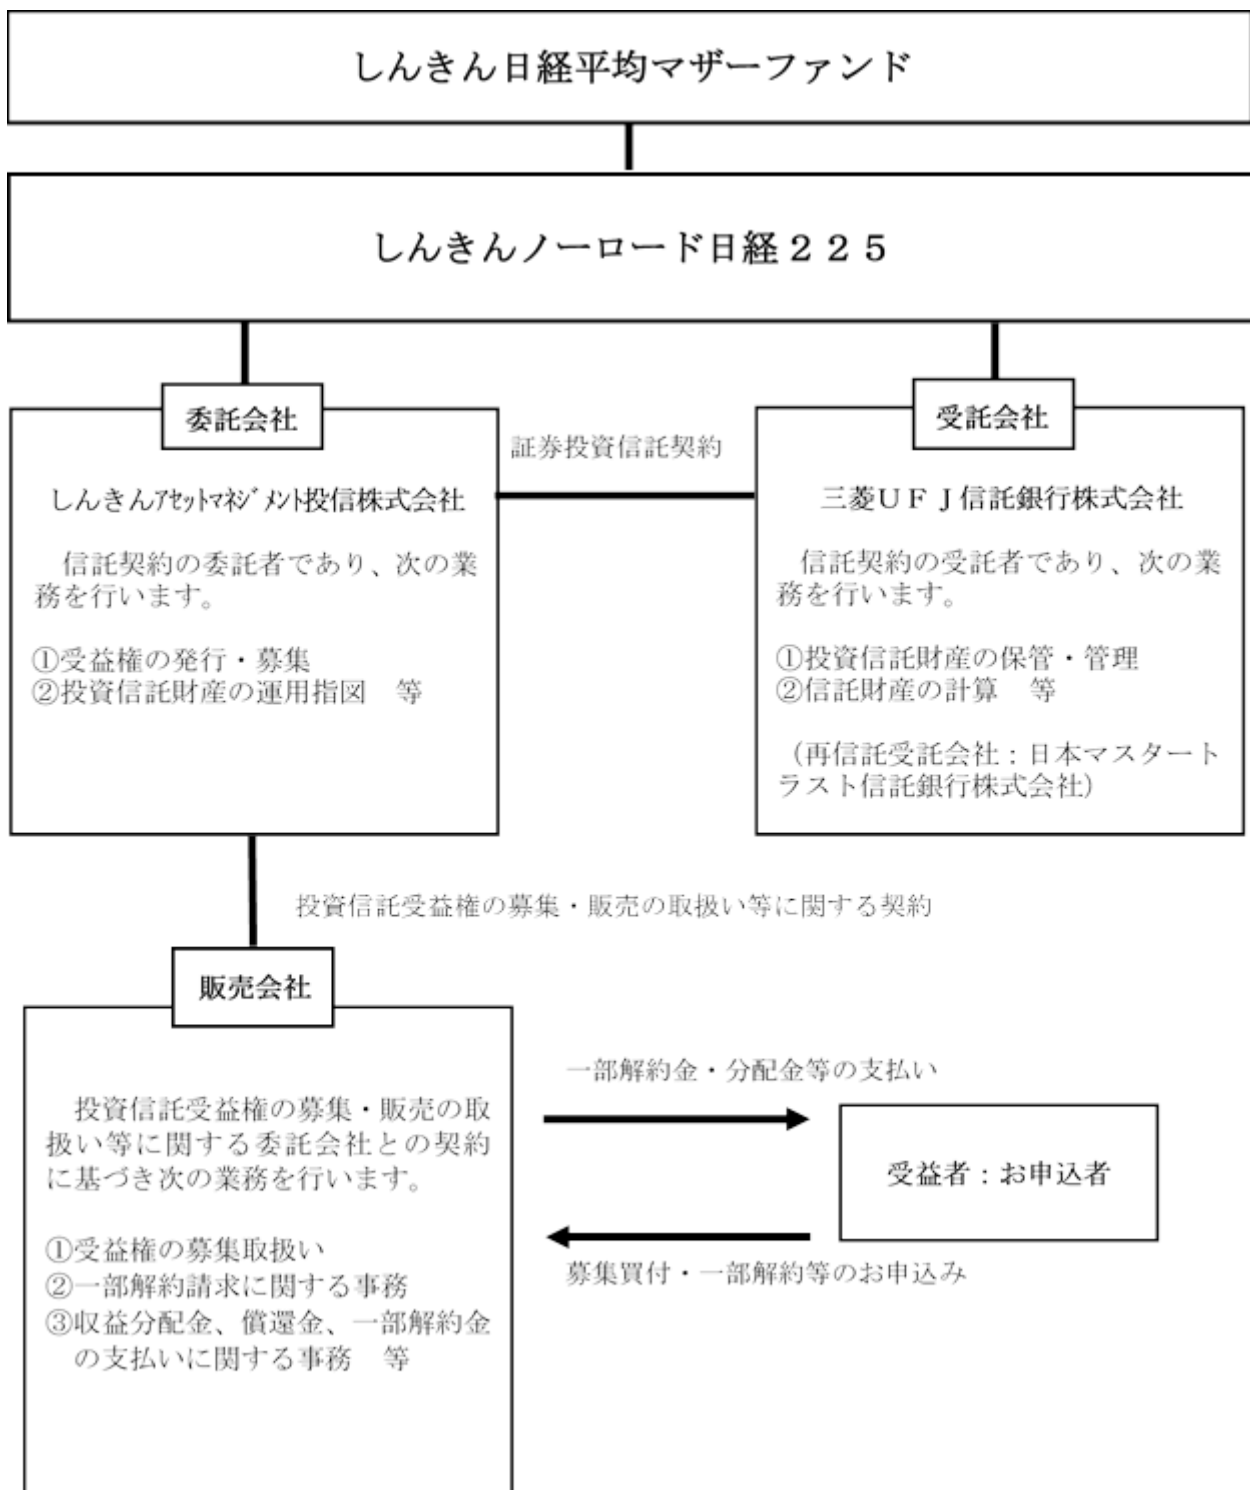 しんきん日経平均マザーファンド
しんきんノーロード日経２２５
委託会社
しんきんｱｾｯﾄﾏﾈｼﾞﾒﾝﾄ投信株式会社
信託契約の委託者であり、次の業
務を行います。
①受益権の発行・募集
②投資信託財産の運用指図　等
証券投資信託契約
受託会社
三菱ＵＦＪ信託銀行株式会社
信託契約の受託者であり、次の業
務を行います。
①投資信託財産の保管・管理
②信託財産の計算　等
（再信託受託会社：日本マスタート
ラスト信託銀行株式会社）
投資信託受益権の募集・販売の取扱い等に関する契約
販売会社
投資信託受益権の募集・販売の取
扱い等に関する委託会社との契約
に基づき次の業務を行います。
①受益権の募集取扱い
②一部解約請求に関する事務
③収益分配金、償還金、一部解約金
の支払いに関する事務　等
一部解約金・分配金等の支払い
受益者：お申込者
募集買付・一部解約等のお申込み